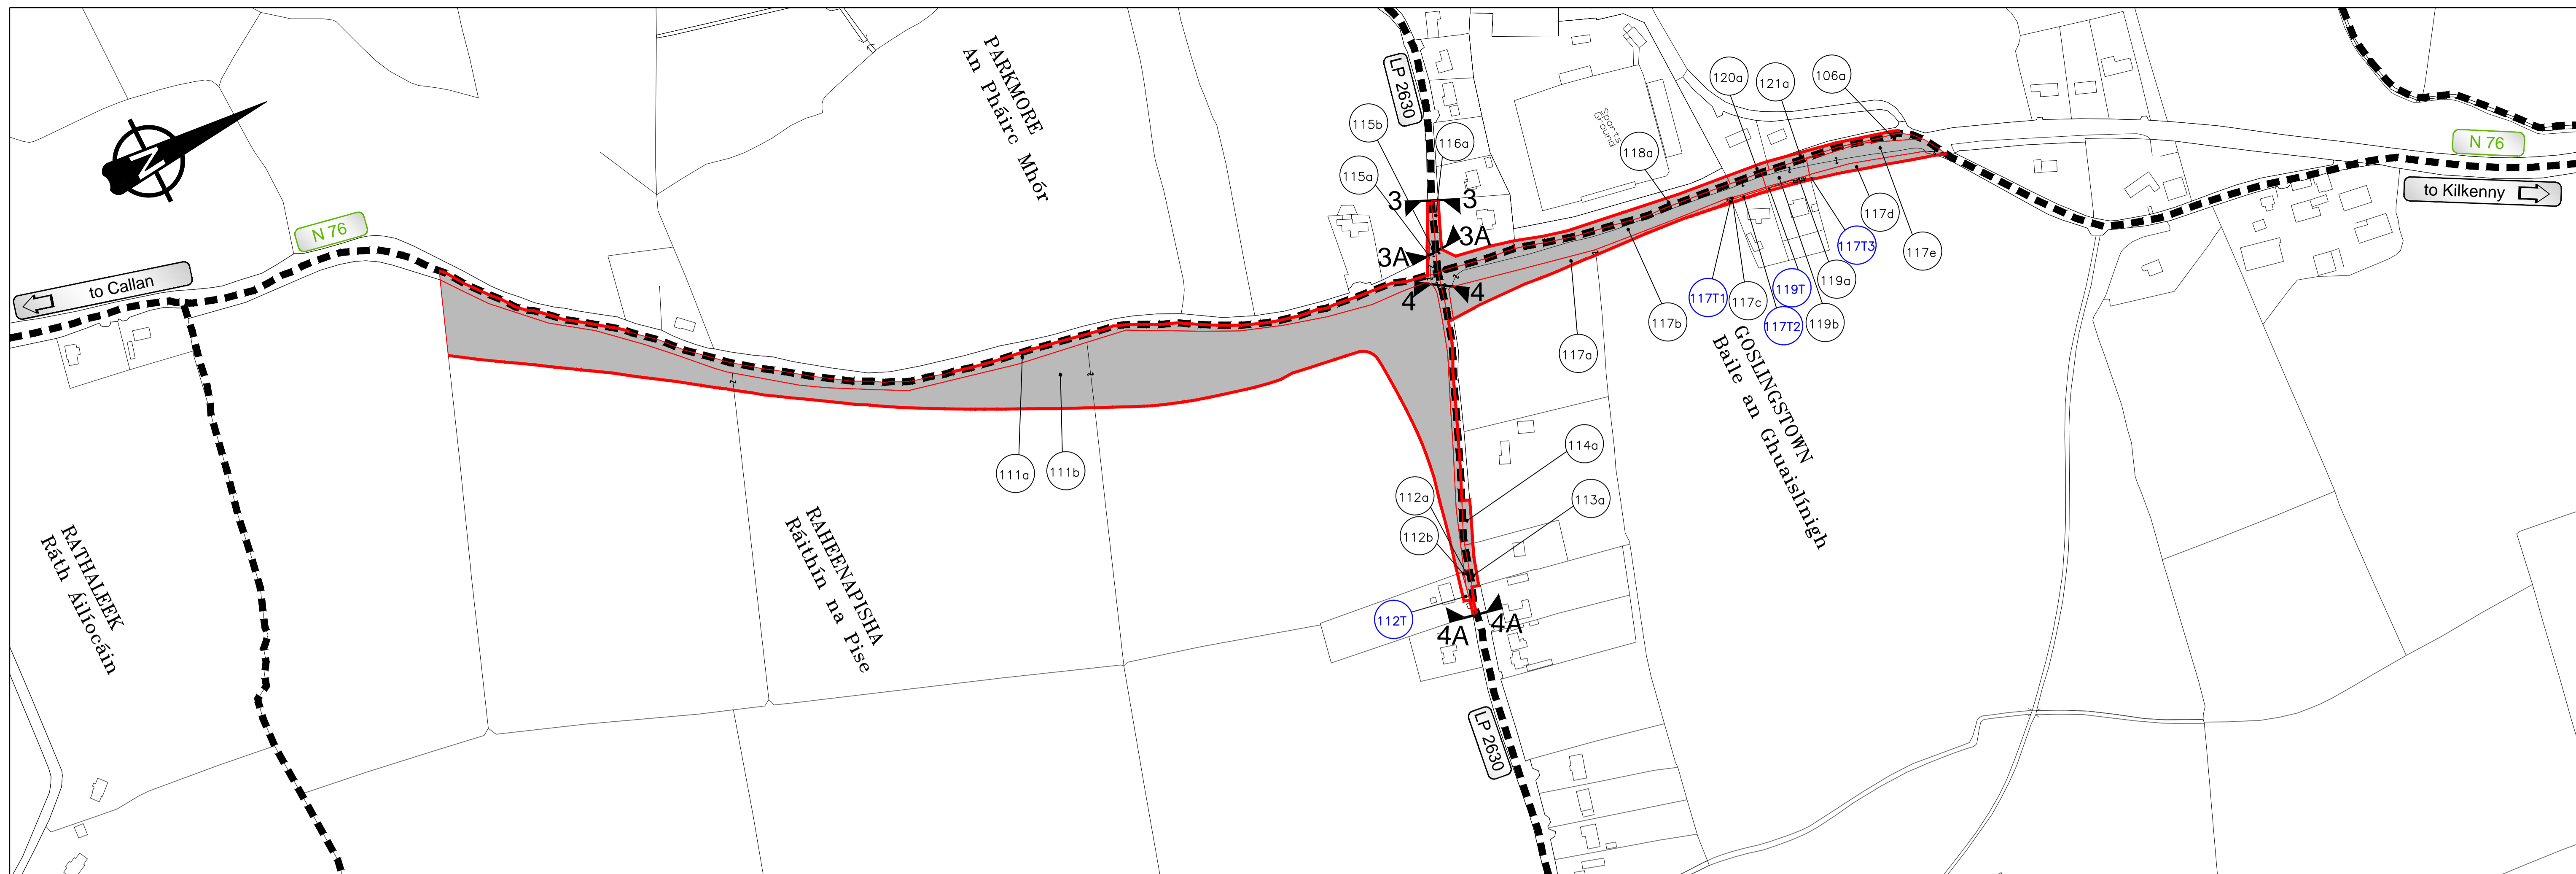 PARKMORE
An Pháirc Mhór
LP 2630
N 76
to Callan
Sports
Ground
N 76
to Kilkenny
120a
121a
106a
115b
116a
115a
118a
3
3
3A
3A
4
4
117d
117e
117T3
119a
119T
117T1
117c
117T2
119b
117b
117a
GOSLINGSTOWN
Baile an Ghuaislínigh
111a
111b
114a
112a
113a
112b
112T
4A
4A
RATHALEEK
Ráth Áilíocáin
RAHEENAPISHA
Ráithín na Pise
LP 2630